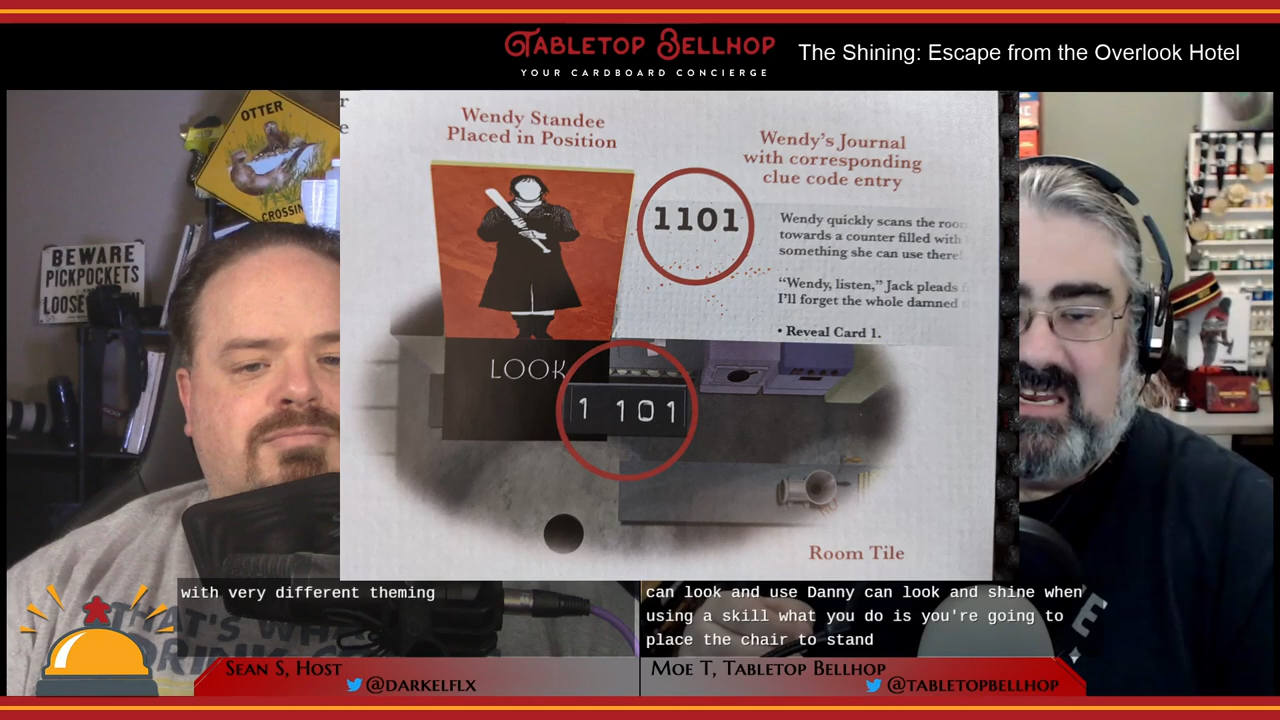 TABLETOP BELLHOP
YOUR CARDBOARD CONCIERGE
The Shining: Escape from the Overlook Hotel
OTTER
CROSSIN
BEWARE
PICKPOCKETS
LOOSE
Wendy Standee
Placed in Position
Wendy's Journal
with corresponding
clue code entry
1101
Wendy quickly scans the roo
towards a counter filled with
something she can use there
"Wendy, listen," Jack pleads
I'll forget the whole damned
• Reveal Card 1.
LOOK
1 101
Room Tile
with very different theming
can look and use Danny can look and shine when
using a skill what you do is you're going to
place the chair to stand
THAT'S WHA
Sean S, Host
@DARKELFLX
Moe T, Tabletop Bellhop
@TABLETOPBELLHOP